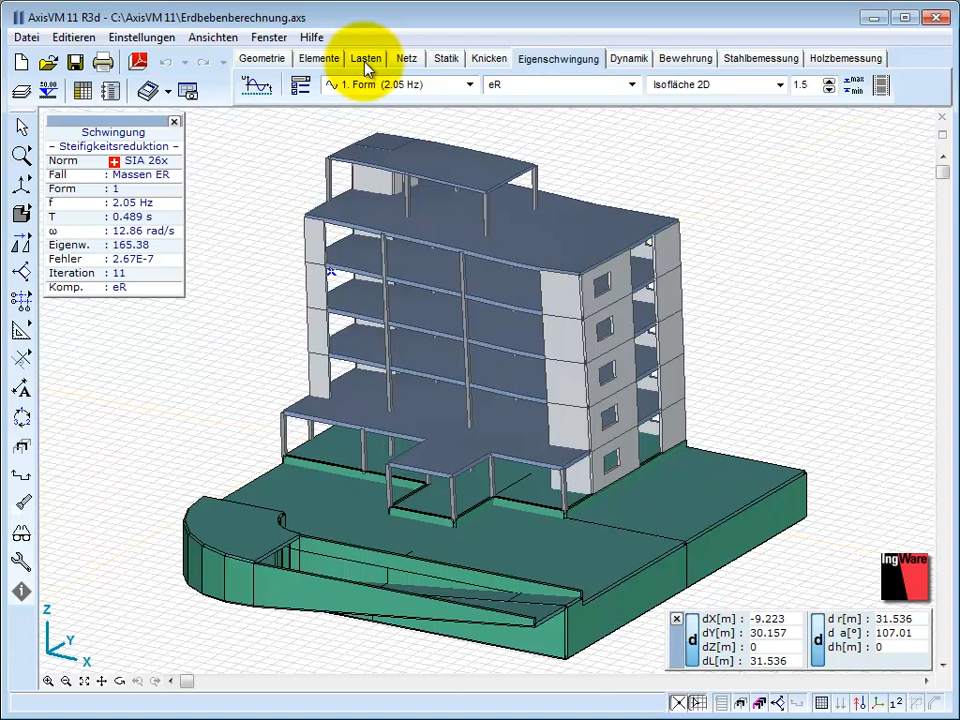 AxisVM 11 R3d - C:\AxisVM 11\Erdbebenberechnung.axs
Datei Editieren Einstellungen Ansichten Fenster Hilfe
Geometrie Elemente Lasten Netz Statik Knicken Eigenschwingung Dynamik Bewehrung Stahlbemessung Holzbemessung
1. Form (2.05 Hz) eR Isofläche 2D 1.5 max min
Schwingung
- Steifigkeitsreduktion -
Norm SIA 26x
Fall : Massen ER
Form : 1
f : 2.05 Hz
T : 0.489 s
ω : 12.86 rad/s
Eigenw. : 165.38
Fehler : 2.67E-7
Iteration : 11
Komp. : eR
IngWare
Z
Y
X
d
dX[m] : -9.223
dY[m] : 30.157
dZ[m] : 0
dL[m] : 31.536
d
d r[m] : 31.536
d a[°] : 107.01
dh[m] : 0